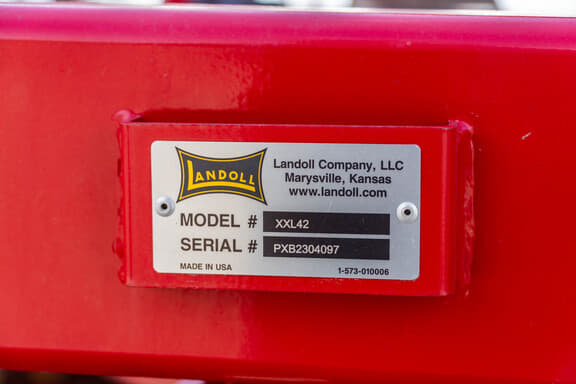 LANDOLL
Landoll Company, LLC
Marysville, Kansas
www.landoll.com
MODEL # XXL42
SERIAL # PXB2304097
MADE IN USA 1-573-010006